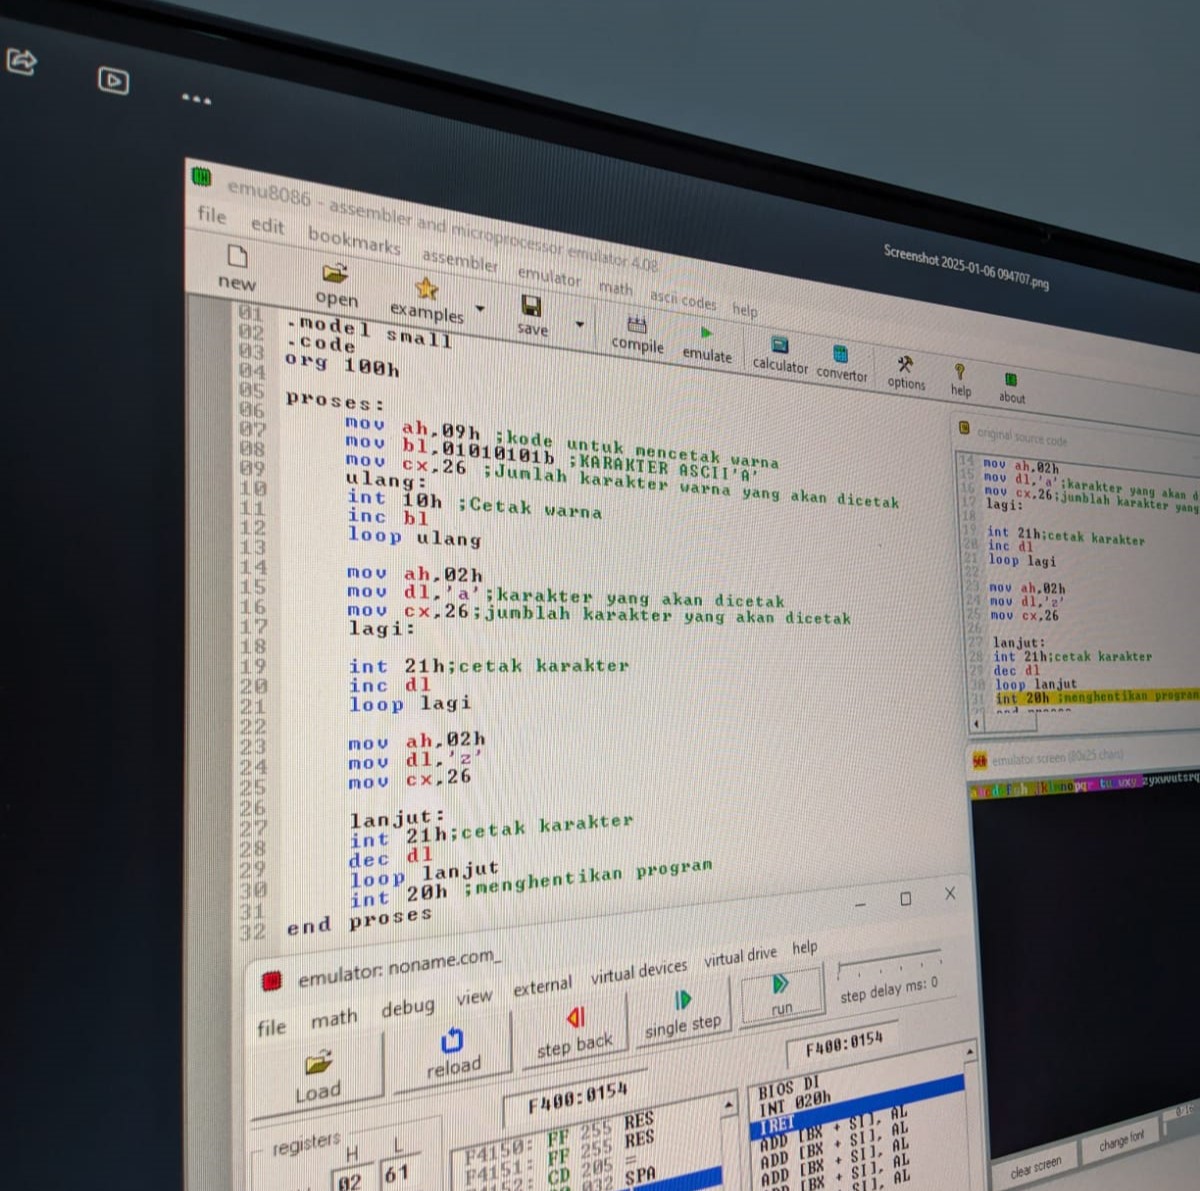 Screenshot 2025-01-06 094707.png
emu8086 - assembler and microprocessor emulator 4.08
file edit bookmarks assembler emulator math ascii codes help
new open examples save compile emulate calculator convertor options help about
01
02 .model small
03 .code
04 org 100h
05
06 proses:
07 mov ah,09h ;kode untuk mencetak warna
08 mov bl,01010101b ;KARAKTER ASCII'A'
09 mov cx,26 ;Jumlah karakter warna yang akan dicetak
10 ulang:
11 int 10h ;Cetak warna
12 inc bl
13 loop ulang
14
15 mov ah,02h
16 mov dl,'a';karakter yang akan dicetak
17 mov cx,26;jumblah karakter yang akan dicetak
18 lagi:
19
20 int 21h;cetak karakter
21 inc dl
22 loop lagi
23
24 mov ah,02h
25 mov dl,'z'
26 mov cx,26
27
28 lanjut:
29 int 21h;cetak karakter
30 dec dl
31 loop lanjut
32 int 20h ;menghentikan program
end proses
original source code
14 mov ah,02h
15 mov dl,'a';karakter yang akan d
16 mov cx,26;jumblah karakter yang
17 lagi:
18
19 int 21h;cetak karakter
20 inc dl
21 loop lagi
22
23 mov ah,02h
24 mov dl,'z'
25 mov cx,26
26
27 lanjut:
28 int 21h;cetak karakter
29 dec dl
30 loop lanjut
31 int 20h ;menghentikan program
emulator screen (80x25 chars)
zyxwvutsrq
clear screen change font
emulator: noname.com_
file math debug view external virtual devices virtual drive help
Load reload step back single step run step delay ms: 0
registers
H L
02 61
F400:0154
F4150: FF 255 RES
F4151: FF 255 RES
CD 205 =
032 SPA
F400:0154
BIOS DI
INT 020h
IRET
ADD [BX + SI], AL
ADD [BX + SI], AL
ADD [BX + SI], AL
ADD [BX + SI], AL